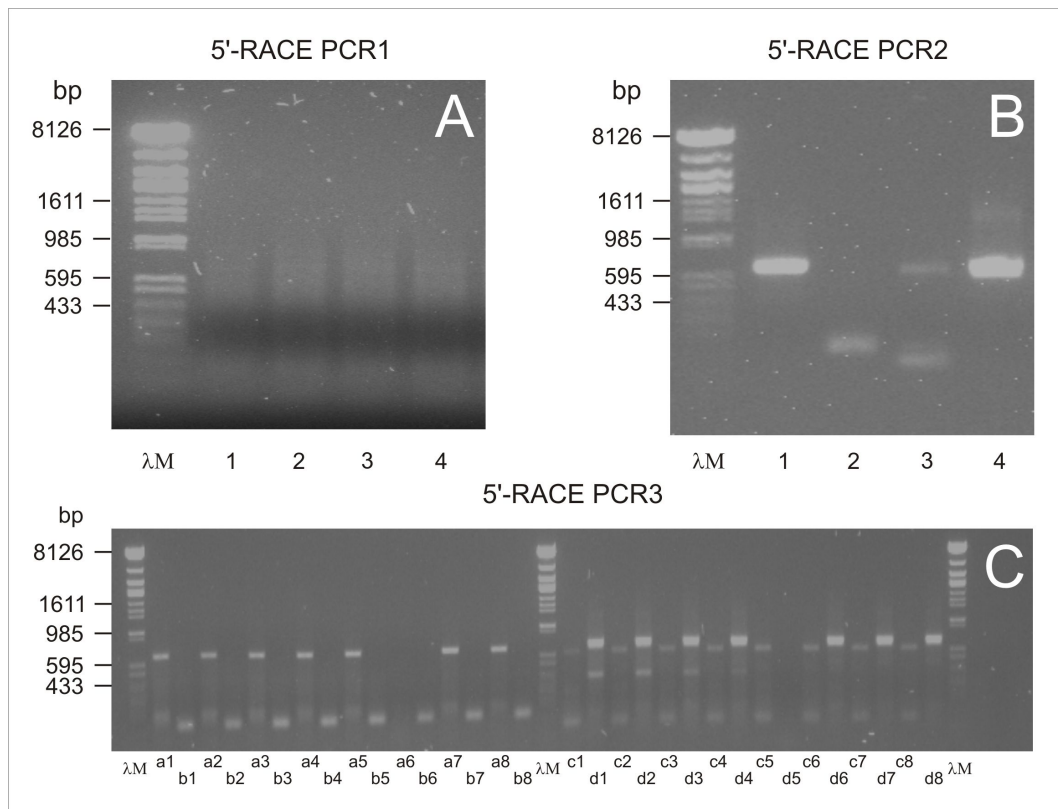 5'-RACE PCR1
bp
A
8126
1611
985
595
433
λM 1 2 3 4
5'-RACE PCR2
bp
B
8126
1611
985
595
433
λM 1 2 3 4
5'-RACE PCR3
bp
C
8126
1611
985
595
433
λM a1 a2 a3 a4 a5 a6 a7 a8 λM c1 c2 c3 c4 c5 c6 c7 c8 λM
b1 b2 b3 b4 b5 b6 b7 b8 d1 d2 d3 d4 d5 d6 d7 d8